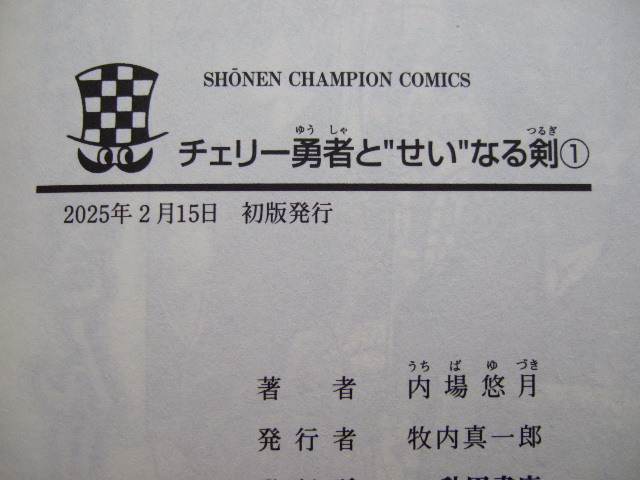 SHŌNEN CHAMPION COMICS
ゆう しゃ つるぎ
チェリー勇者と"せい"なる剣①
2025年2月15日 初版発行
うち ば ゆ づき
著者 内場悠月
発行者 牧内真一郎